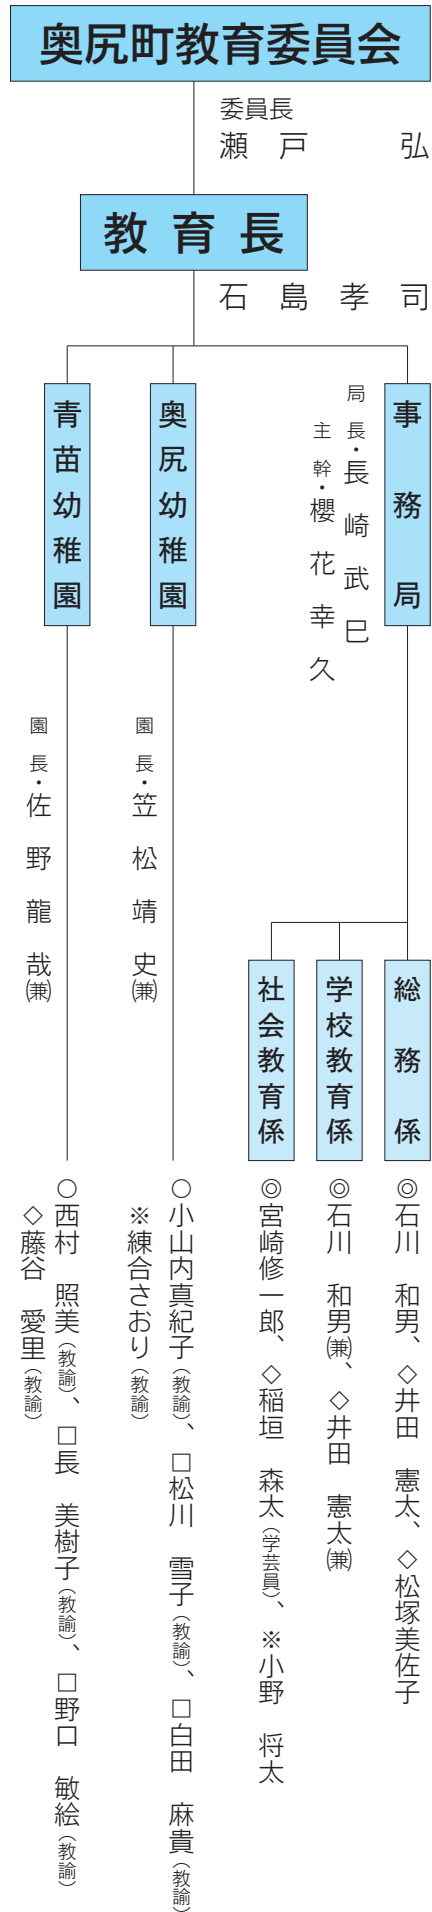 奥尻町教育委員会
委員長
瀬戸　　弘
教育長
石島孝司
事務局
局長・長崎武巳
主幹・櫻花幸久
奥尻幼稚園
青苗幼稚園
園長・笠松靖史㈱
園長・佐野龍哉(兼)
総務係
学校教育係
社会教育係
◎石川　和男、◇井田　憲太、◇松塚美佐子
◎石川　和男(兼)、◇井田　憲太(兼)
◎宮崎修一郎、◇稲垣　森太(学芸員)、※小野　将太
○小山内真紀子(教諭)、□松川　雪子(教諭)、□白田　麻貴(教諭)
※練合さおり(教諭)
○西村　照美(教諭)、□長　美樹子(教諭)、□野口　敏絵(教諭)
◇藤谷　愛里(教諭)